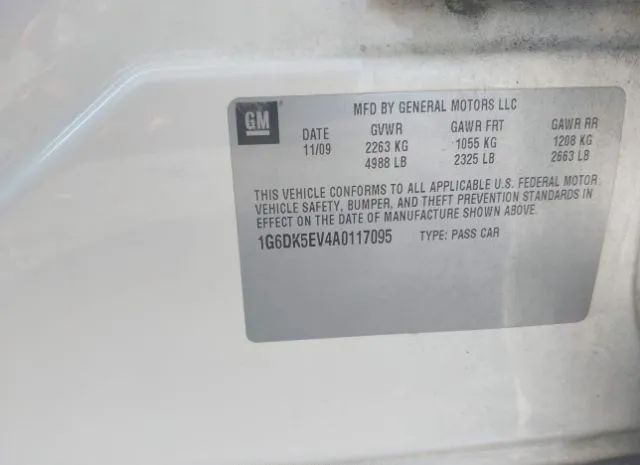 GM
MFD BY GENERAL MOTORS LLC
DATE GVWR GAWR FRT GAWR RR
11/09 2263 KG 1055 KG 1208 KG
4988 LB 2325 LB 2663 LB
THIS VEHICLE CONFORMS TO ALL APPLICABLE U.S. FEDERAL MOTOR
VEHICLE SAFETY, BUMPER, AND THEFT PREVENTION STANDARDS IN
EFFECT ON THE DATE OF MANUFACTURE SHOWN ABOVE.
1G6DK5EV4A0117095 TYPE: PASS CAR